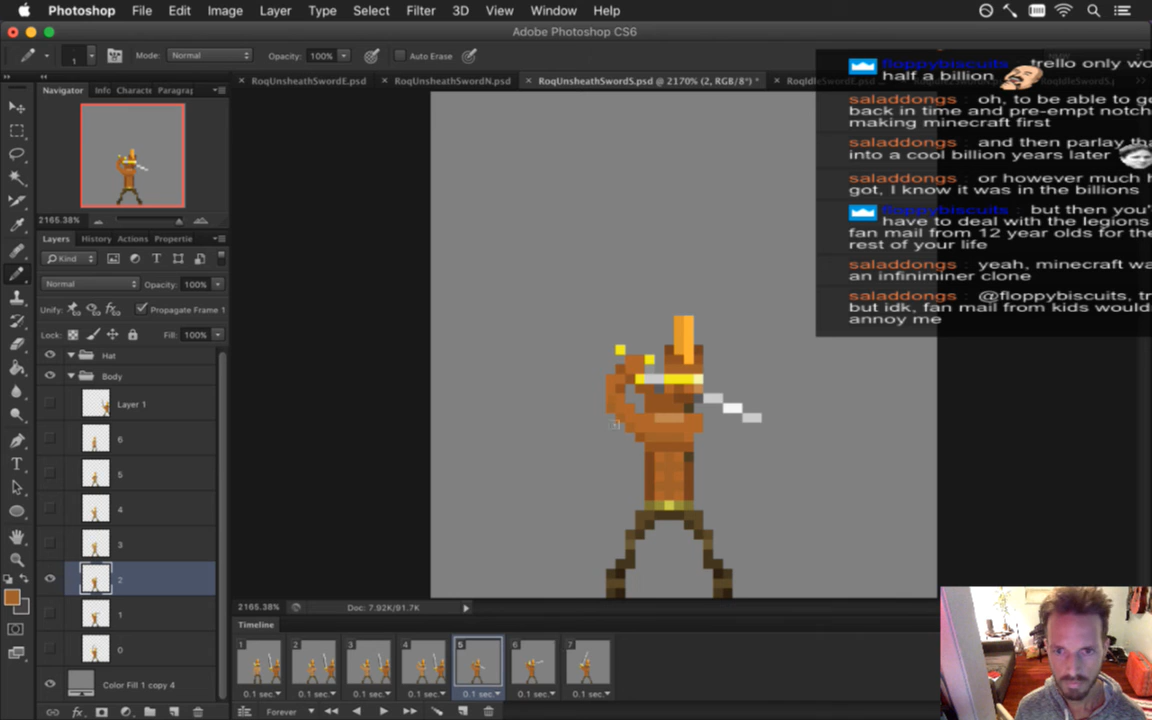 Photoshop File Edit Image Layer Type Select Filter 3D View Window Help
Adobe Photoshop CS6
1 Mode: Normal Opacity: 100% Auto Erase
RoqUnsheathSwordE.psd RoqUnsheathSwordN.psd RoqUnsheathSwordS.psd @ 2170% (2, RGB/8*) *
Navigator Info Characte Paragraj
2165.38%
Layers History Actions Propertie
Kind
Normal Opacity: 100%
Unify: Propagate Frame 1
Lock: Fill: 100%
Hat
Body
Layer 1
6
5
4
3
2
1
0
Color Fill 1 copy 4
floppybiscuits : trello only wo
half a billion
saladdongs : oh, to be able to go
back in time and pre-empt notch
making minecraft first
saladdongs : and then parlay tha
into a cool billion years later
saladdongs : or however much h
got, I know it was in the billions
floppybiscuits : but then you'
have to deal with the legions
fan mail from 12 year olds for the
rest of your life
saladdongs : yeah, minecraft wa
an infiniminer clone
saladdongs : @floppybiscuits, tr
but idk, fan mail from kids would
annoy me
2165.38% Doc: 7.92K/91.7K
Timeline
1 2 3 4 5 6 7
0.1 sec. 0.1 sec. 0.1 sec. 0.1 sec. 0.1 sec. 0.1 sec. 0.1 sec.
Forever